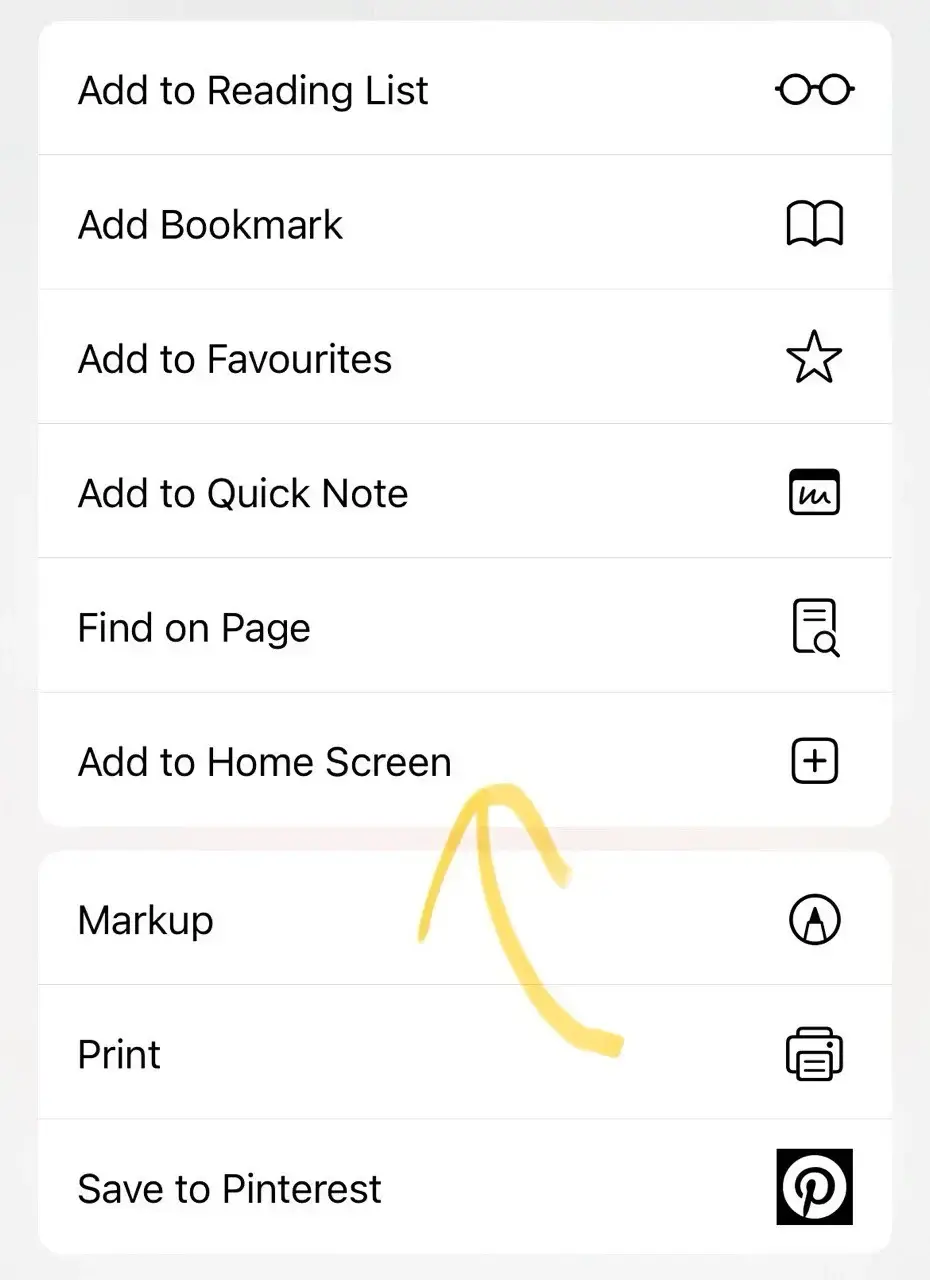 Add to Reading List
Add Bookmark
Add to Favourites
Add to Quick Note
Find on Page
Add to Home Screen
Markup
Print
Save to Pinterest